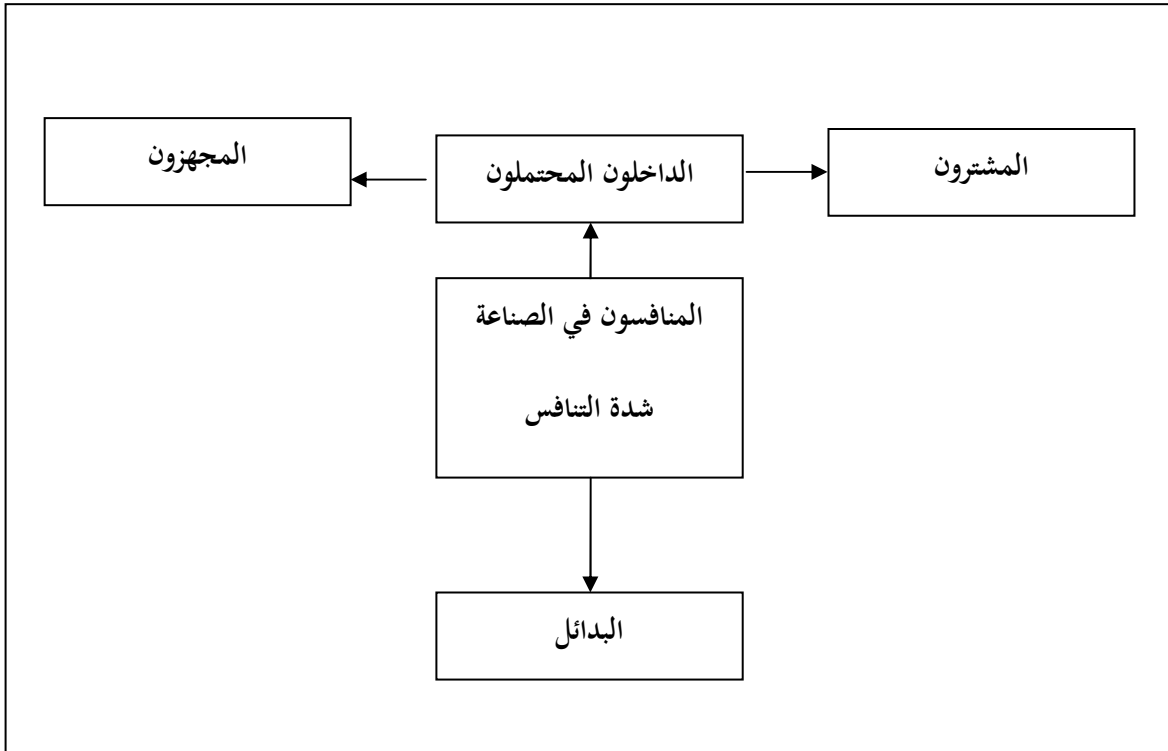 المشترون
الداخلون المحتملون
المجهزون
المنافسون في الصناعة
شدة التنافس
البدائل